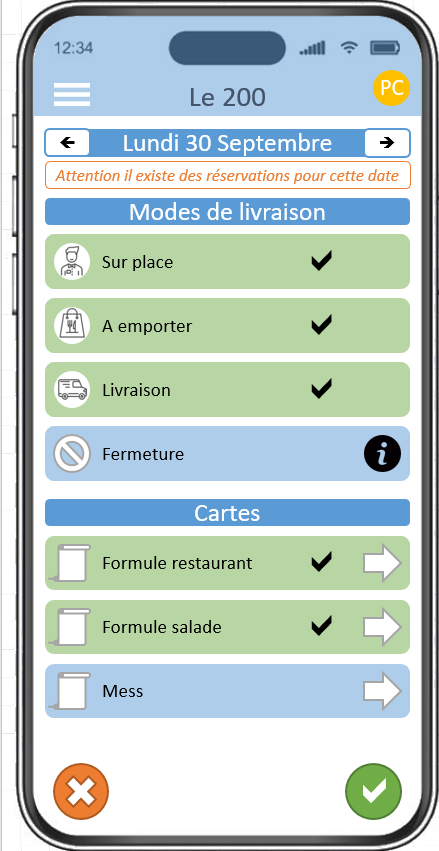 12:34
Le 200
PC
Lundi 30 Septembre
Attention il existe des réservations pour cette date
Modes de livraison
Sur place
A emporter
Livraison
Fermeture
i
Cartes
Formule restaurant
Formule salade
Mess